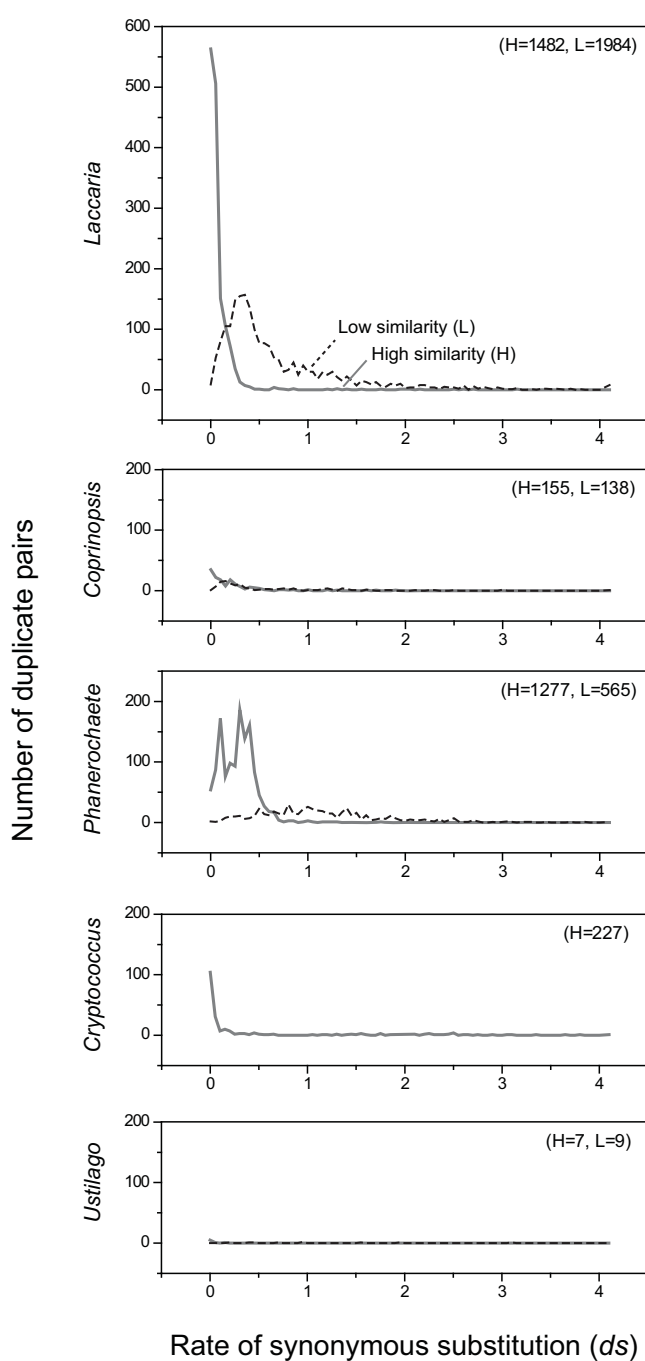 Number of duplicate pairs
Laccaria
(H=1482, L=1984)
600
500
400
300
200
100
0
Low similarity (L)
High similarity (H)
0 1 2 3 4
Coprinopsis
(H=155, L=138)
200
100
0
0 1 2 3 4
Phanerochaete
(H=1277, L=565)
200
100
0
0 1 2 3 4
Cryptococcus
(H=227)
200
100
0
0 1 2 3 4
Ustilago
(H=7, L=9)
200
100
0
0 1 2 3 4
Rate of synonymous substitution (ds)